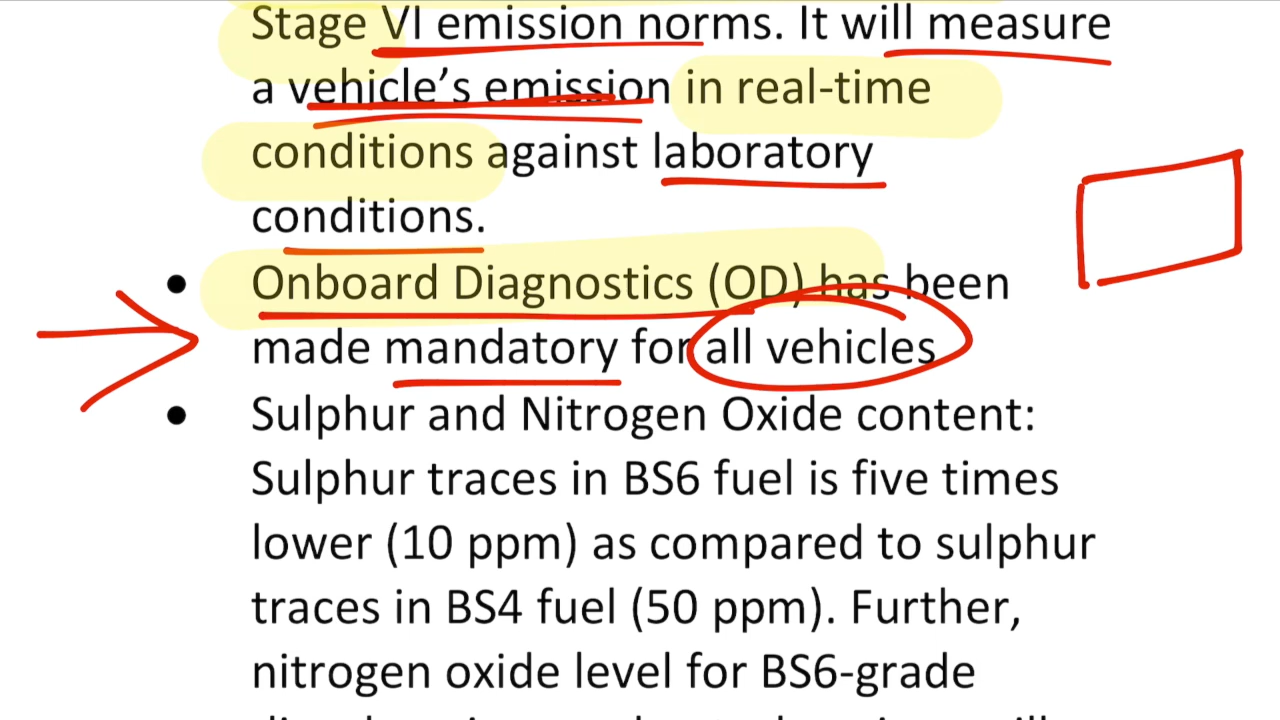 Stage VI emission norms. It will measure
a vehicle's emission in real-time
conditions against laboratory
conditions.
• Onboard Diagnostics (OD) has been
made mandatory for all vehicles
• Sulphur and Nitrogen Oxide content:
Sulphur traces in BS6 fuel is five times
lower (10 ppm) as compared to sulphur
traces in BS4 fuel (50 ppm). Further,
nitrogen oxide level for BS6-grade